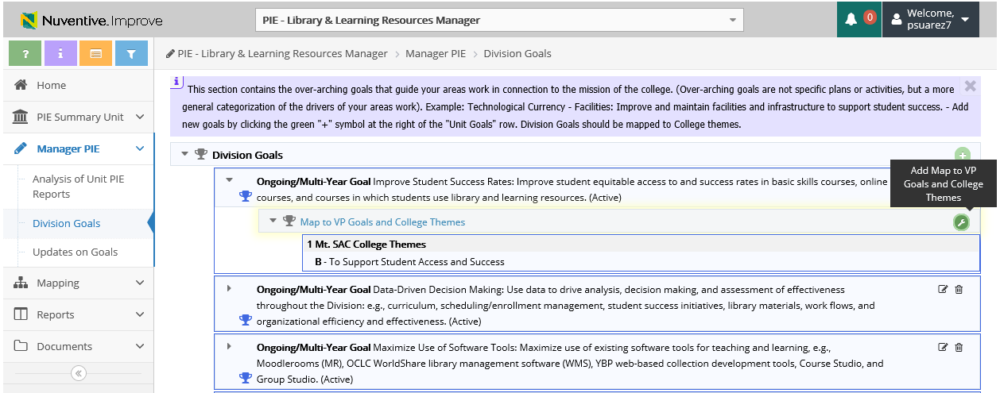 Nuventive.Improve
PIE - Library & Learning Resources Manager
0
Welcome,
psuarez7
?
i
PIE - Library & Learning Resources Manager > Manager PIE > Division Goals
Home
PIE Summary Unit
Manager PIE
Analysis of Unit PIE
Reports
Division Goals
Updates on Goals
Mapping
Reports
Documents
i
This section contains the over-arching goals that guide your areas work in connection to the mission of the college. (Over-arching goals are not specific plans or activities, but a more
general categorization of the drivers of your areas work). Example: Technological Currency - Facilities: Improve and maintain facilities and infrastructure to support student success. - Add
new goals by clicking the green "+" symbol at the right of the "Unit Goals" row. Division Goals should be mapped to College themes.
Division Goals
Add Map to VP
Goals and College
Themes
Ongoing/Multi-Year Goal Improve Student Success Rates: Improve student equitable access to and success rates in basic skills courses, online
courses, and courses in which students use library and learning resources. (Active)
Map to VP Goals and College Themes
1 Mt. SAC College Themes
B - To Support Student Access and Success
Ongoing/Multi-Year Goal Data-Driven Decision Making: Use data to drive analysis, decision making, and assessment of effectiveness
throughout the Division: e.g., curriculum, scheduling/enrollment management, student success initiatives, library materials, work flows, and
organizational efficiency and effectiveness. (Active)
Ongoing/Multi-Year Goal Maximize Use of Software Tools: Maximize use of existing software tools for teaching and learning, e.g.,
Moodlerooms (MR), OCLC WorldShare library management software (WMS), YBP web-based collection development tools, Course Studio, and
Group Studio. (Active)